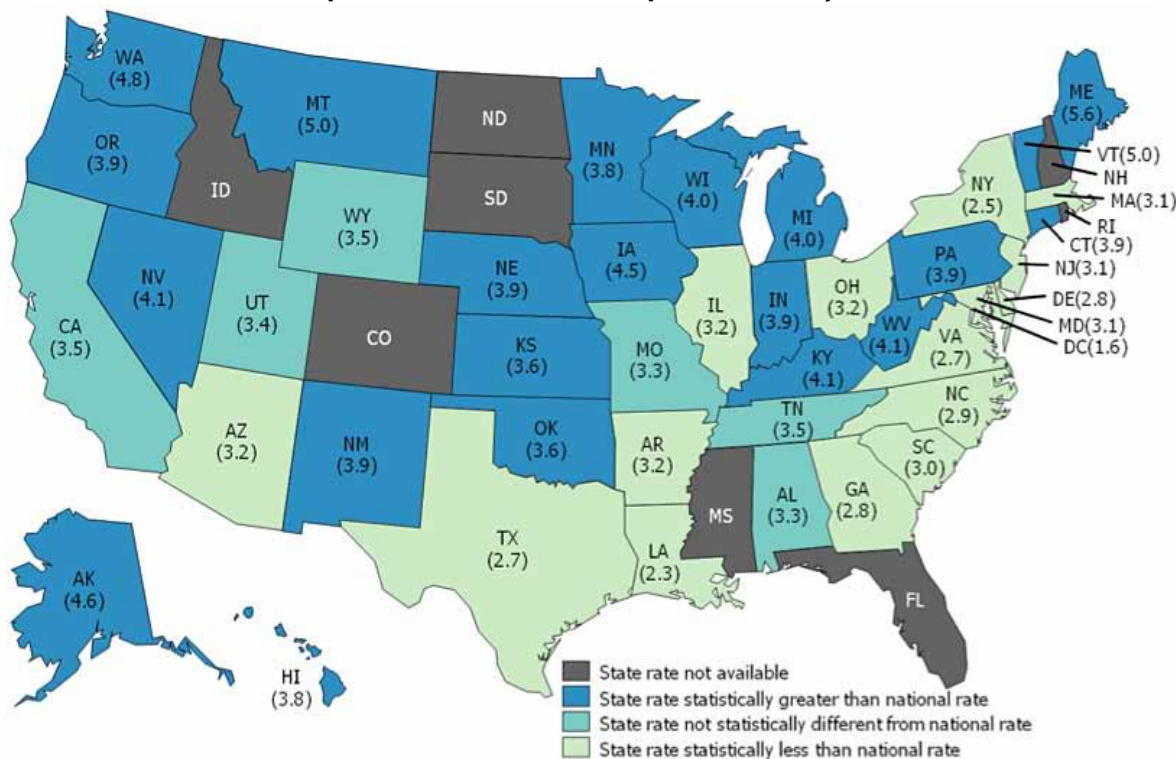 WA
(4.8)
MT
(5.0)
ND
ME
(5.6)
OR
(3.9)
ID
MN
(3.8)
VT(5.0)
NH
WI
(4.0)
SD
NY
(2.5)
MA(3.1)
RI
WY
(3.5)
MI
(4.0)
CT(3.9)
IA
(4.5)
PA
(3.9)
NJ(3.1)
NE
(3.9)
NV
(4.1)
UT
(3.4)
IL
(3.2)
IN
(3.9)
OH
(3.2)
DE(2.8)
MD(3.1)
DC(1.6)
CA
(3.5)
CO
KS
(3.6)
MO
(3.3)
WV
(4.1)
VA
(2.7)
KY
(4.1)
NC
(2.9)
TN
(3.5)
AZ
(3.2)
NM
(3.9)
OK
(3.6)
AR
(3.2)
SC
(3.0)
MS
AL
(3.3)
GA
(2.8)
TX
(2.7)
LA
(2.3)
FL
AK
(4.6)
HI
(3.8)
State rate not available
State rate statistically greater than national rate
State rate not statistically different from national rate
State rate statistically less than national rate